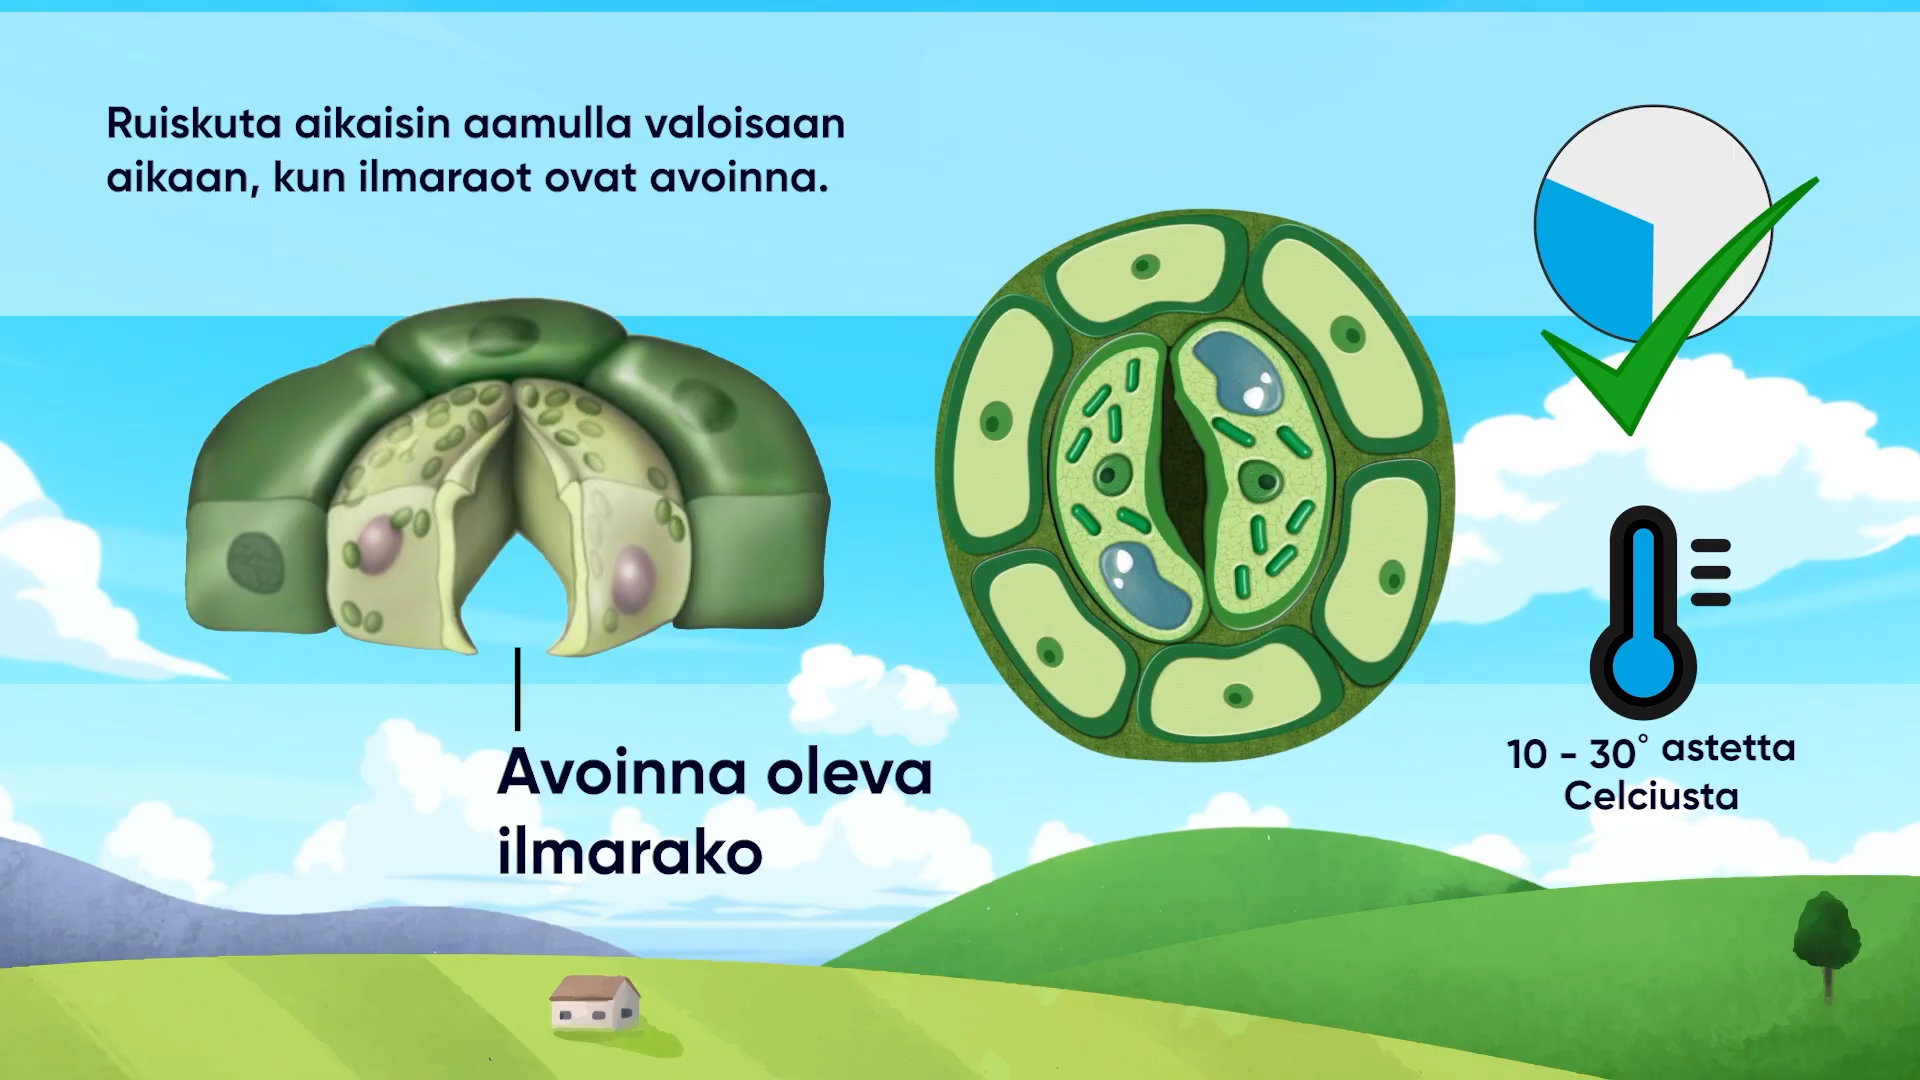 Ruiskuta aikaisin aamulla valoisaan
aikaan, kun ilmaraot ovat avoinna.
Avoinna oleva
ilmarako
10 - 30° astetta
Celciusta